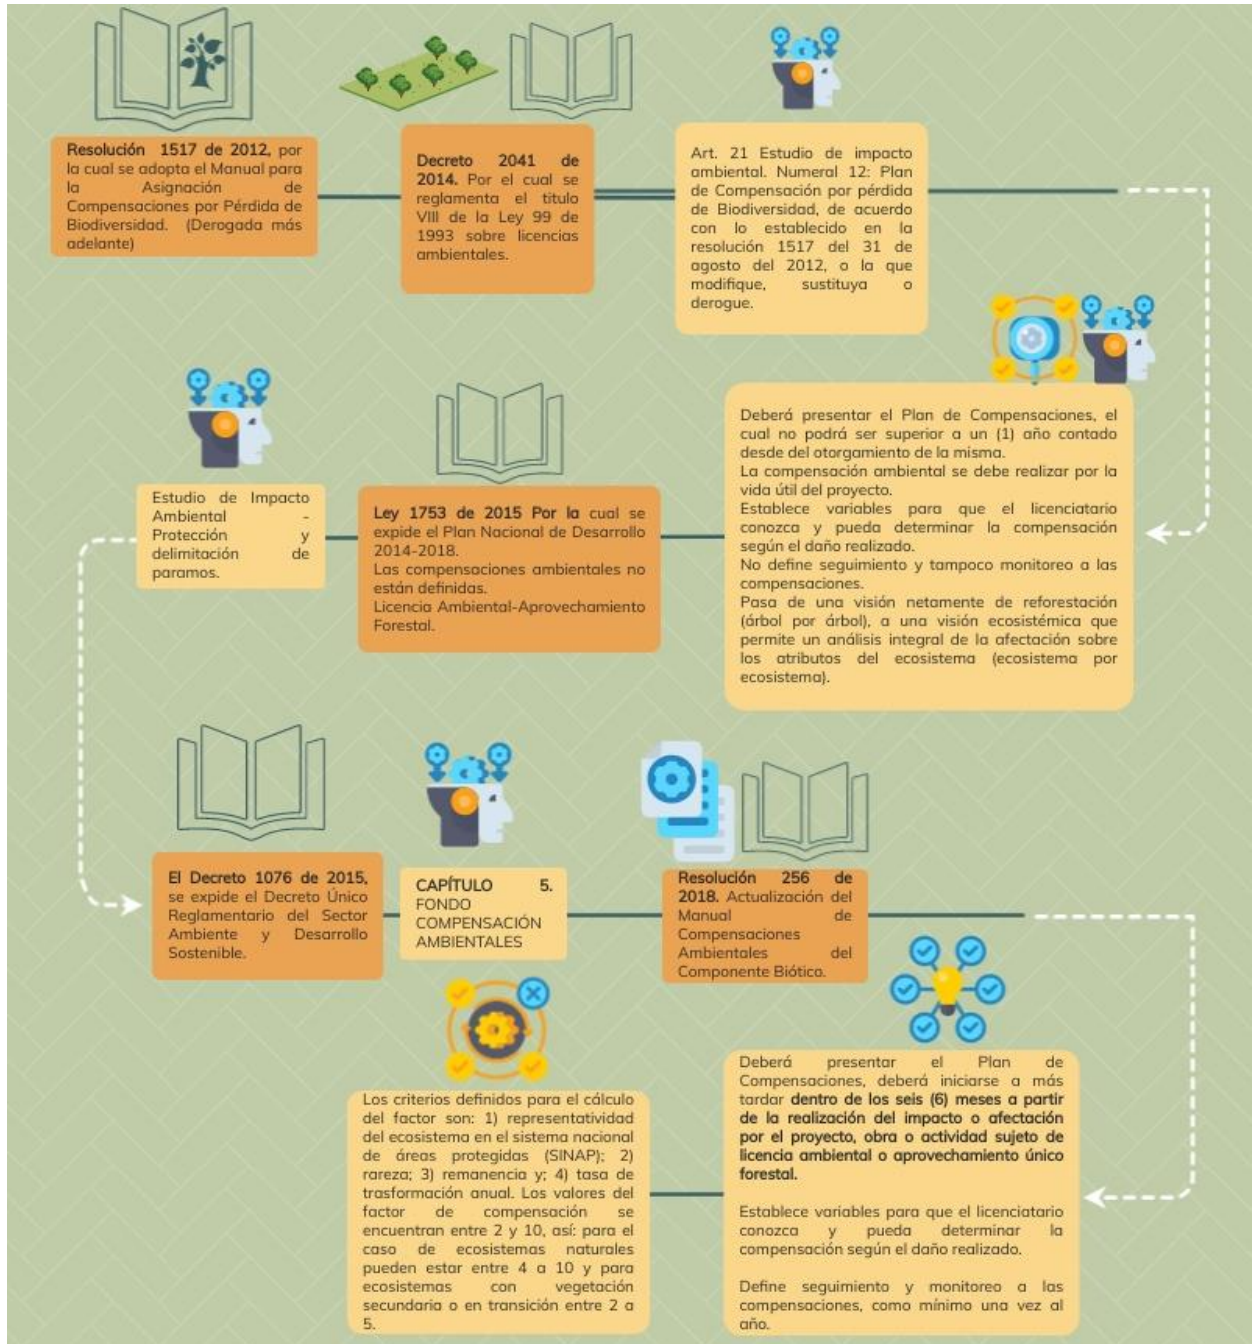 Resolución 1517 de 2012, por
la cual se adopta el Manual para
la Asignación de
Compensaciones por Pérdida de
Biodiversidad. (Derogada más
adelante)
Decreto 2041 de
2014. Por el cual se
reglamenta el titulo
VIII de la Ley 99 de
1993 sobre licencias
ambientales.
Art. 21 Estudio de impacto
ambiental. Numeral 12: Plan
de Compensación por pérdida
de Biodiversidad, de acuerdo
con lo establecido en la
resolución 1517 del 31 de
agosto del 2012, o la que
modifique, sustituya o
derogue.
Deberá presentar el Plan de Compensaciones, el
cual no podrá ser superior a un (1) año contado
desde del otorgamiento de la misma.
La compensación ambiental se debe realizar por la
vida útil del proyecto.
Establece variables para que el licenciatario
conozca y pueda determinar la compensación
según el daño realizado.
No define seguimiento y tampoco monitoreo a las
compensaciones.
Pasa de una visión netamente de reforestación
(árbol por árbol), a una visión ecosistémica que
permite un análisis integral de la afectación sobre
los atributos del ecosistema (ecosistema por
ecosistema).
Ley 1753 de 2015 Por la cual se
expide el Plan Nacional de Desarrollo
2014-2018.
Las compensaciones ambientales no
están definidas.
Licencia Ambiental-Aprovechamiento
Forestal.
Estudio de Impacto
Ambiental -
Protección y
delimitación de
paramos.
El Decreto 1076 de 2015,
se expide el Decreto Único
Reglamentario del Sector
Ambiente y Desarrollo
Sostenible.
CAPÍTULO 5.
FONDO
COMPENSACIÓN
AMBIENTALES
Resolución 256 de
2018. Actualización del
Manual de
Compensaciones
Ambientales del
Componente Biótico.
Deberá presentar el Plan de
Compensaciones, deberá iniciarse a más
tardar dentro de los seis (6) meses a partir
de la realización del impacto o afectación
por el proyecto, obra o actividad sujeto de
licencia ambiental o aprovechamiento único
forestal.
Establece variables para que el licenciatario
conozca y pueda determinar la
compensación según el daño realizado.
Define seguimiento y monitoreo a las
compensaciones, como mínimo una vez al
año.
Los criterios definidos para el cálculo
del factor son: 1) representatividad
del ecosistema en el sistema nacional
de áreas protegidas (SINAP); 2)
rareza; 3) remanencia y; 4) tasa de
trasformación anual. Los valores del
factor de compensación se
encuentran entre 2 y 10, así: para el
caso de ecosistemas naturales
pueden estar entre 4 a 10 y para
ecosistemas con vegetación
secundaria o en transición entre 2 a
5.